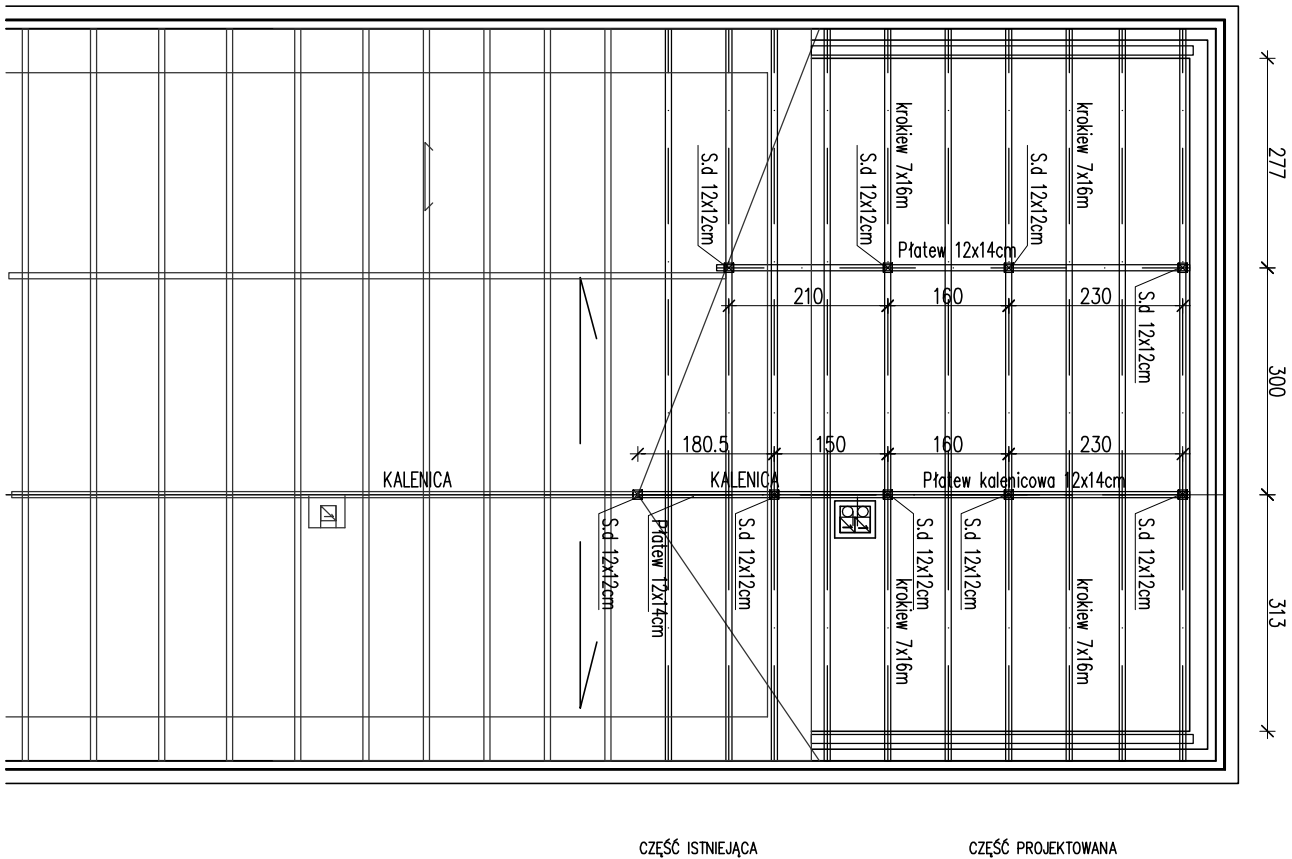 krokiew 7x16m
krokiew 7x16m
277
S.d 12x12cm
S.d 12x12cm
S.d 12x12cm
Płatew 12x14cm
210
160
230
S.d 12x12cm
300
180.5
150
160
230
KALENICA
KALENICA
Płatew kalenicowa 12x14cm
S.d 12x12cm
Płatew 12x14cm
S.d 12x12cm
S.d 12x12cm
S.d 12x12cm
S.d 12x12cm
krokiew 7x16m
krokiew 7x16m
313
CZĘŚĆ ISTNIEJĄCA
CZĘŚĆ PROJEKTOWANA